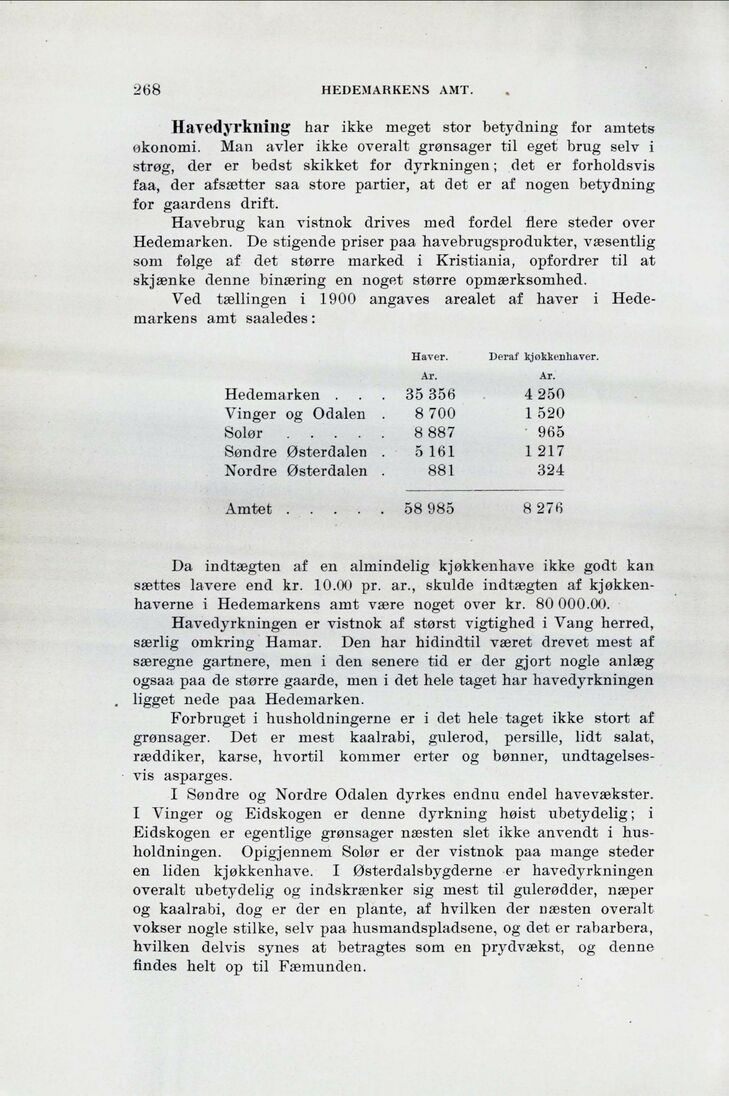 268 HEDEMARKENS AMT.
Havedyrkning har ikke meget stor betydning for amtets
økonomi. Man avler ikke overalt grønsager til eget brug selv i
strøg, der er bedst skikket for dyrkningen; det er forholdsvis
faa, der afsætter saa store partier, at det er af nogen betydning
for gaardens drift.
Havebrug kan vistnok drives med fordel flere steder over
Hedemarken. De stigende priser paa havebrugsprodukter, væsentlig
som følge af det større marked i Kristiania, opfordrer til at
skjænke denne binæring en noget større opmærksomhed.
Ved tællingen i 1900 angaves arealet af haver i Hede-
markens amt saaledes:
Haver. Deraf kjøkkenhaver.
Ar. Ar.
Hedemarken . . . 35 356 4 250
Vinger og Odalen . 8 700 1 520
Solør . . . . . 8 887 965
Søndre Østerdalen . 5 161 1 217
Nordre Østerdalen . 881 324
Amtet . . . . . 58 985 8 276
Da indtægten af en almindelig kjøkkenhave ikke godt kan
sættes lavere end kr. 10.00 pr. ar., skulde indtægten af kjøkken-
haverne i Hedemarkens amt være noget over kr. 80 000.00.
Havedyrkningen er vistnok af størst vigtighed i Vang herred,
særlig omkring Hamar. Den har hidindtil været drevet mest af
særegne gartnere, men i den senere tid er der gjort nogle anlæg
ogsaa paa de større gaarde, men i det hele taget har havedyrkningen
ligget nede paa Hedemarken.
Forbruget i husholdningerne er i det hele taget ikke stort af
grønsager. Det er mest kaalrabi, gulerod, persille, lidt salat,
ræddiker, karse, hvortil kommer erter og bønner, undtagelses-
vis asparges.
I Søndre og Nordre Odalen dyrkes endnu endel havevækster.
I Vinger og Eidskogen er denne dyrkning høist ubetydelig; i
Eidskogen er egentlige grønsager næsten slet ikke anvendt i hus-
holdningen. Opigjennem Solør er der vistnok paa mange steder
en liden kjøkkenhave. I Østerdalsbygderne er havedyrkningen
overalt ubetydelig og indskrænker sig mest til gulerødder, næper
og kaalrabi, dog er der en plante, af hvilken der næsten overalt
vokser nogle stilke, selv paa husmandspladsene, og det er rabarbera,
hvilken delvis synes at betragtes som en prydvækst, og denne
findes helt op til Fæmunden.